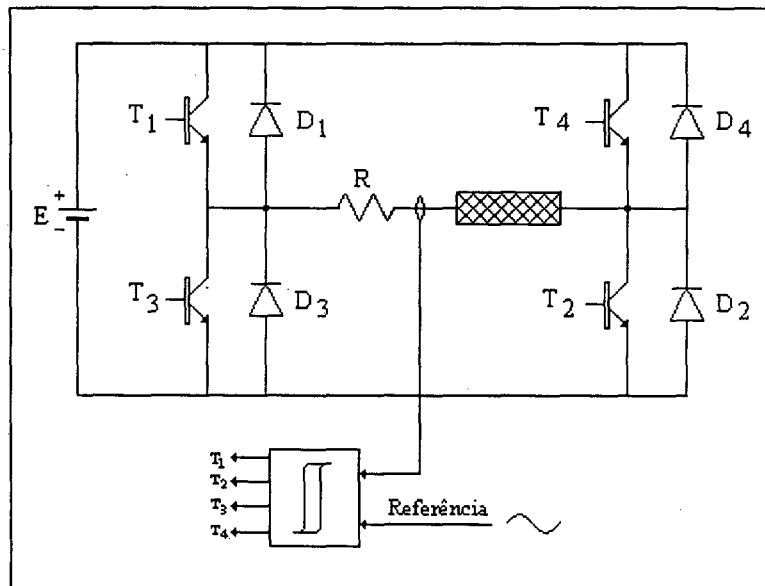 T1
D1
T4
D4
R
E
+
−
T3
D3
T2
D2
T1
T2
T3
T4
Referência